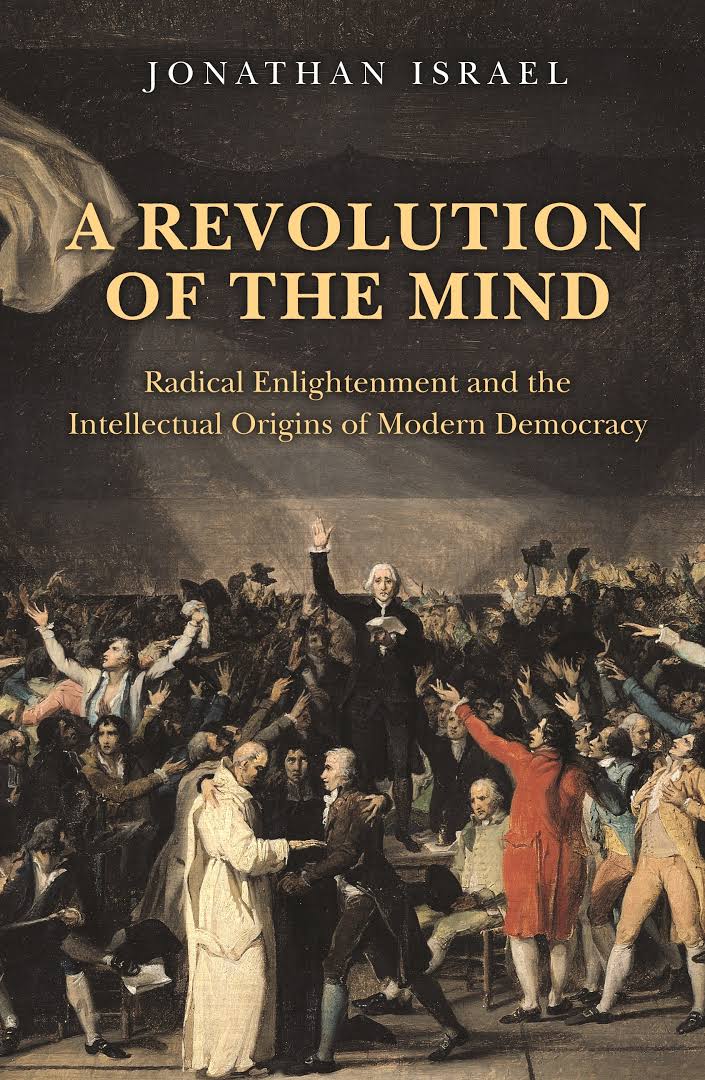 JONATHAN ISRAEL
A REVOLUTION
OF THE MIND
Radical Enlightenment and the
Intellectual Origins of Modern Democracy